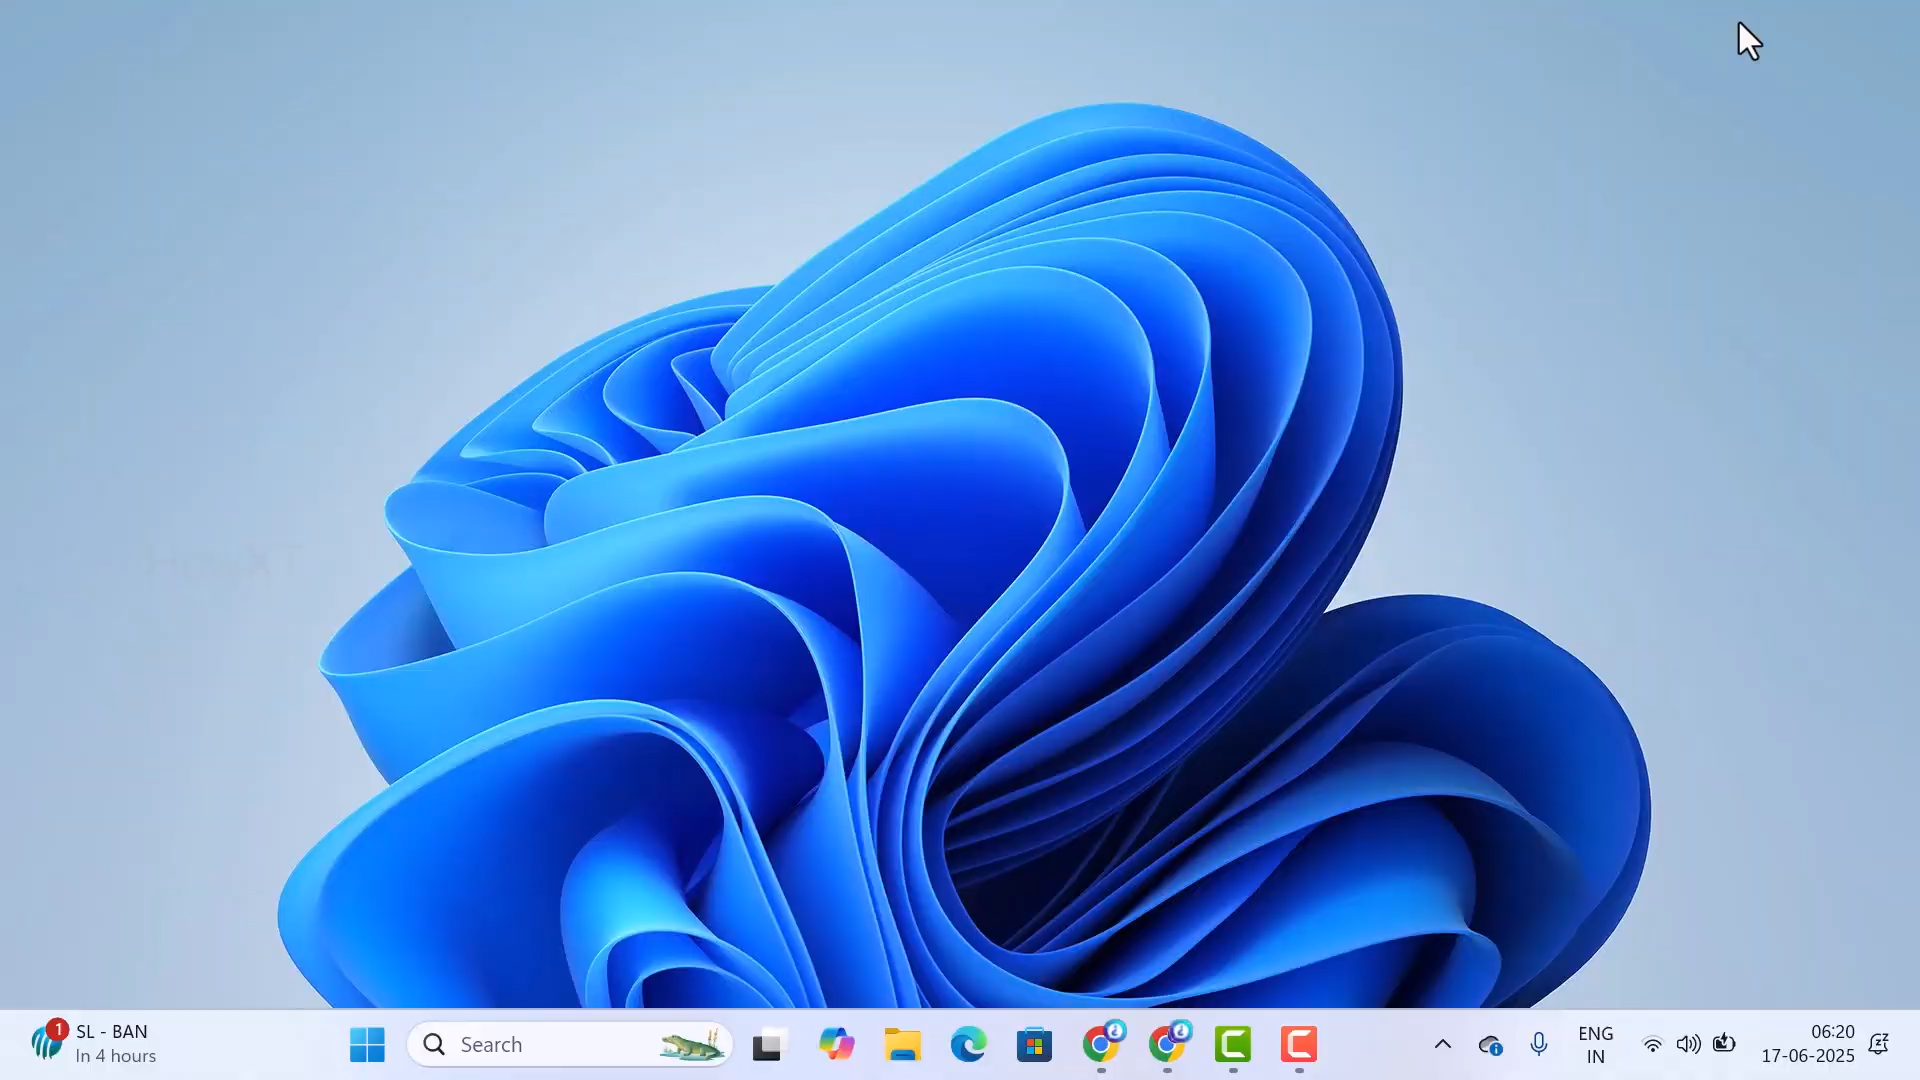 SL - BAN
In 4 hours
1
Search
ENG
IN
06:20
17-06-2025